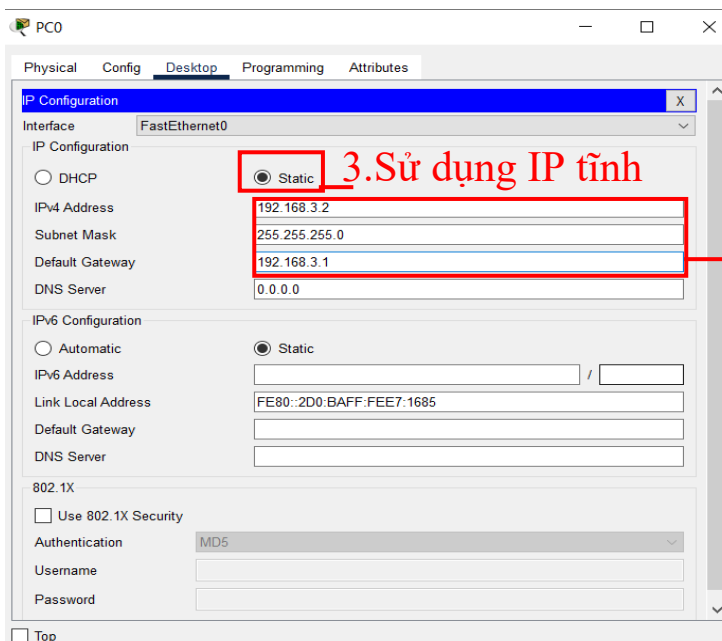 PC0
Physical Config Desktop Programming Attributes
IP Configuration X
Interface FastEthernet0
IP Configuration
DHCP Static 3.Sử dụng IP tĩnh
IPv4 Address 192.168.3.2
Subnet Mask 255.255.255.0
Default Gateway 192.168.3.1
DNS Server 0.0.0.0
IPv6 Configuration
Automatic Static
IPv6 Address /
Link Local Address FE80::2D0:BAFF:FEE7:1685
Default Gateway
DNS Server
802.1X
Use 802.1X Security
Authentication MD5
Username
Password
Top